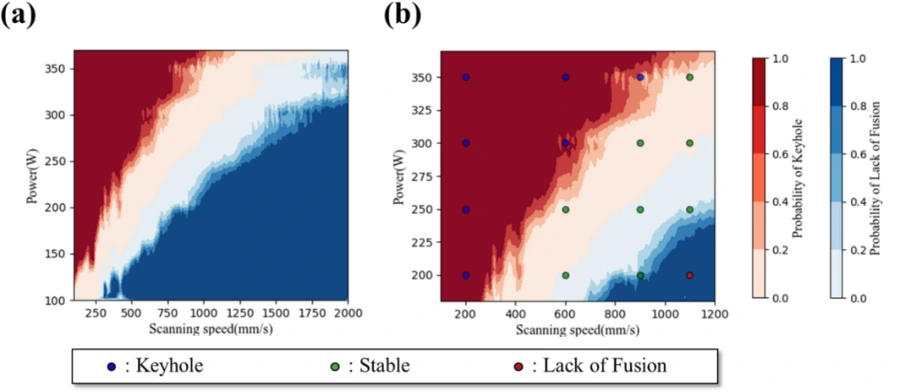 (a)
(b)
350
300
250
200
150
100
Power(W)
250 500 750 1000 1250 1500 1750 2000
Scanning speed(mm/s)
350
325
300
275
250
225
200
Power(W)
200 400 600 800 1000 1200
Scanning speed(mm/s)
1.0
0.8
0.6
0.4
0.2
0.0
Probability of Keyhole
1.0
0.8
0.6
0.4
0.2
0.0
Probability of Lack of Fusion
: Keyhole : Stable : Lack of Fusion